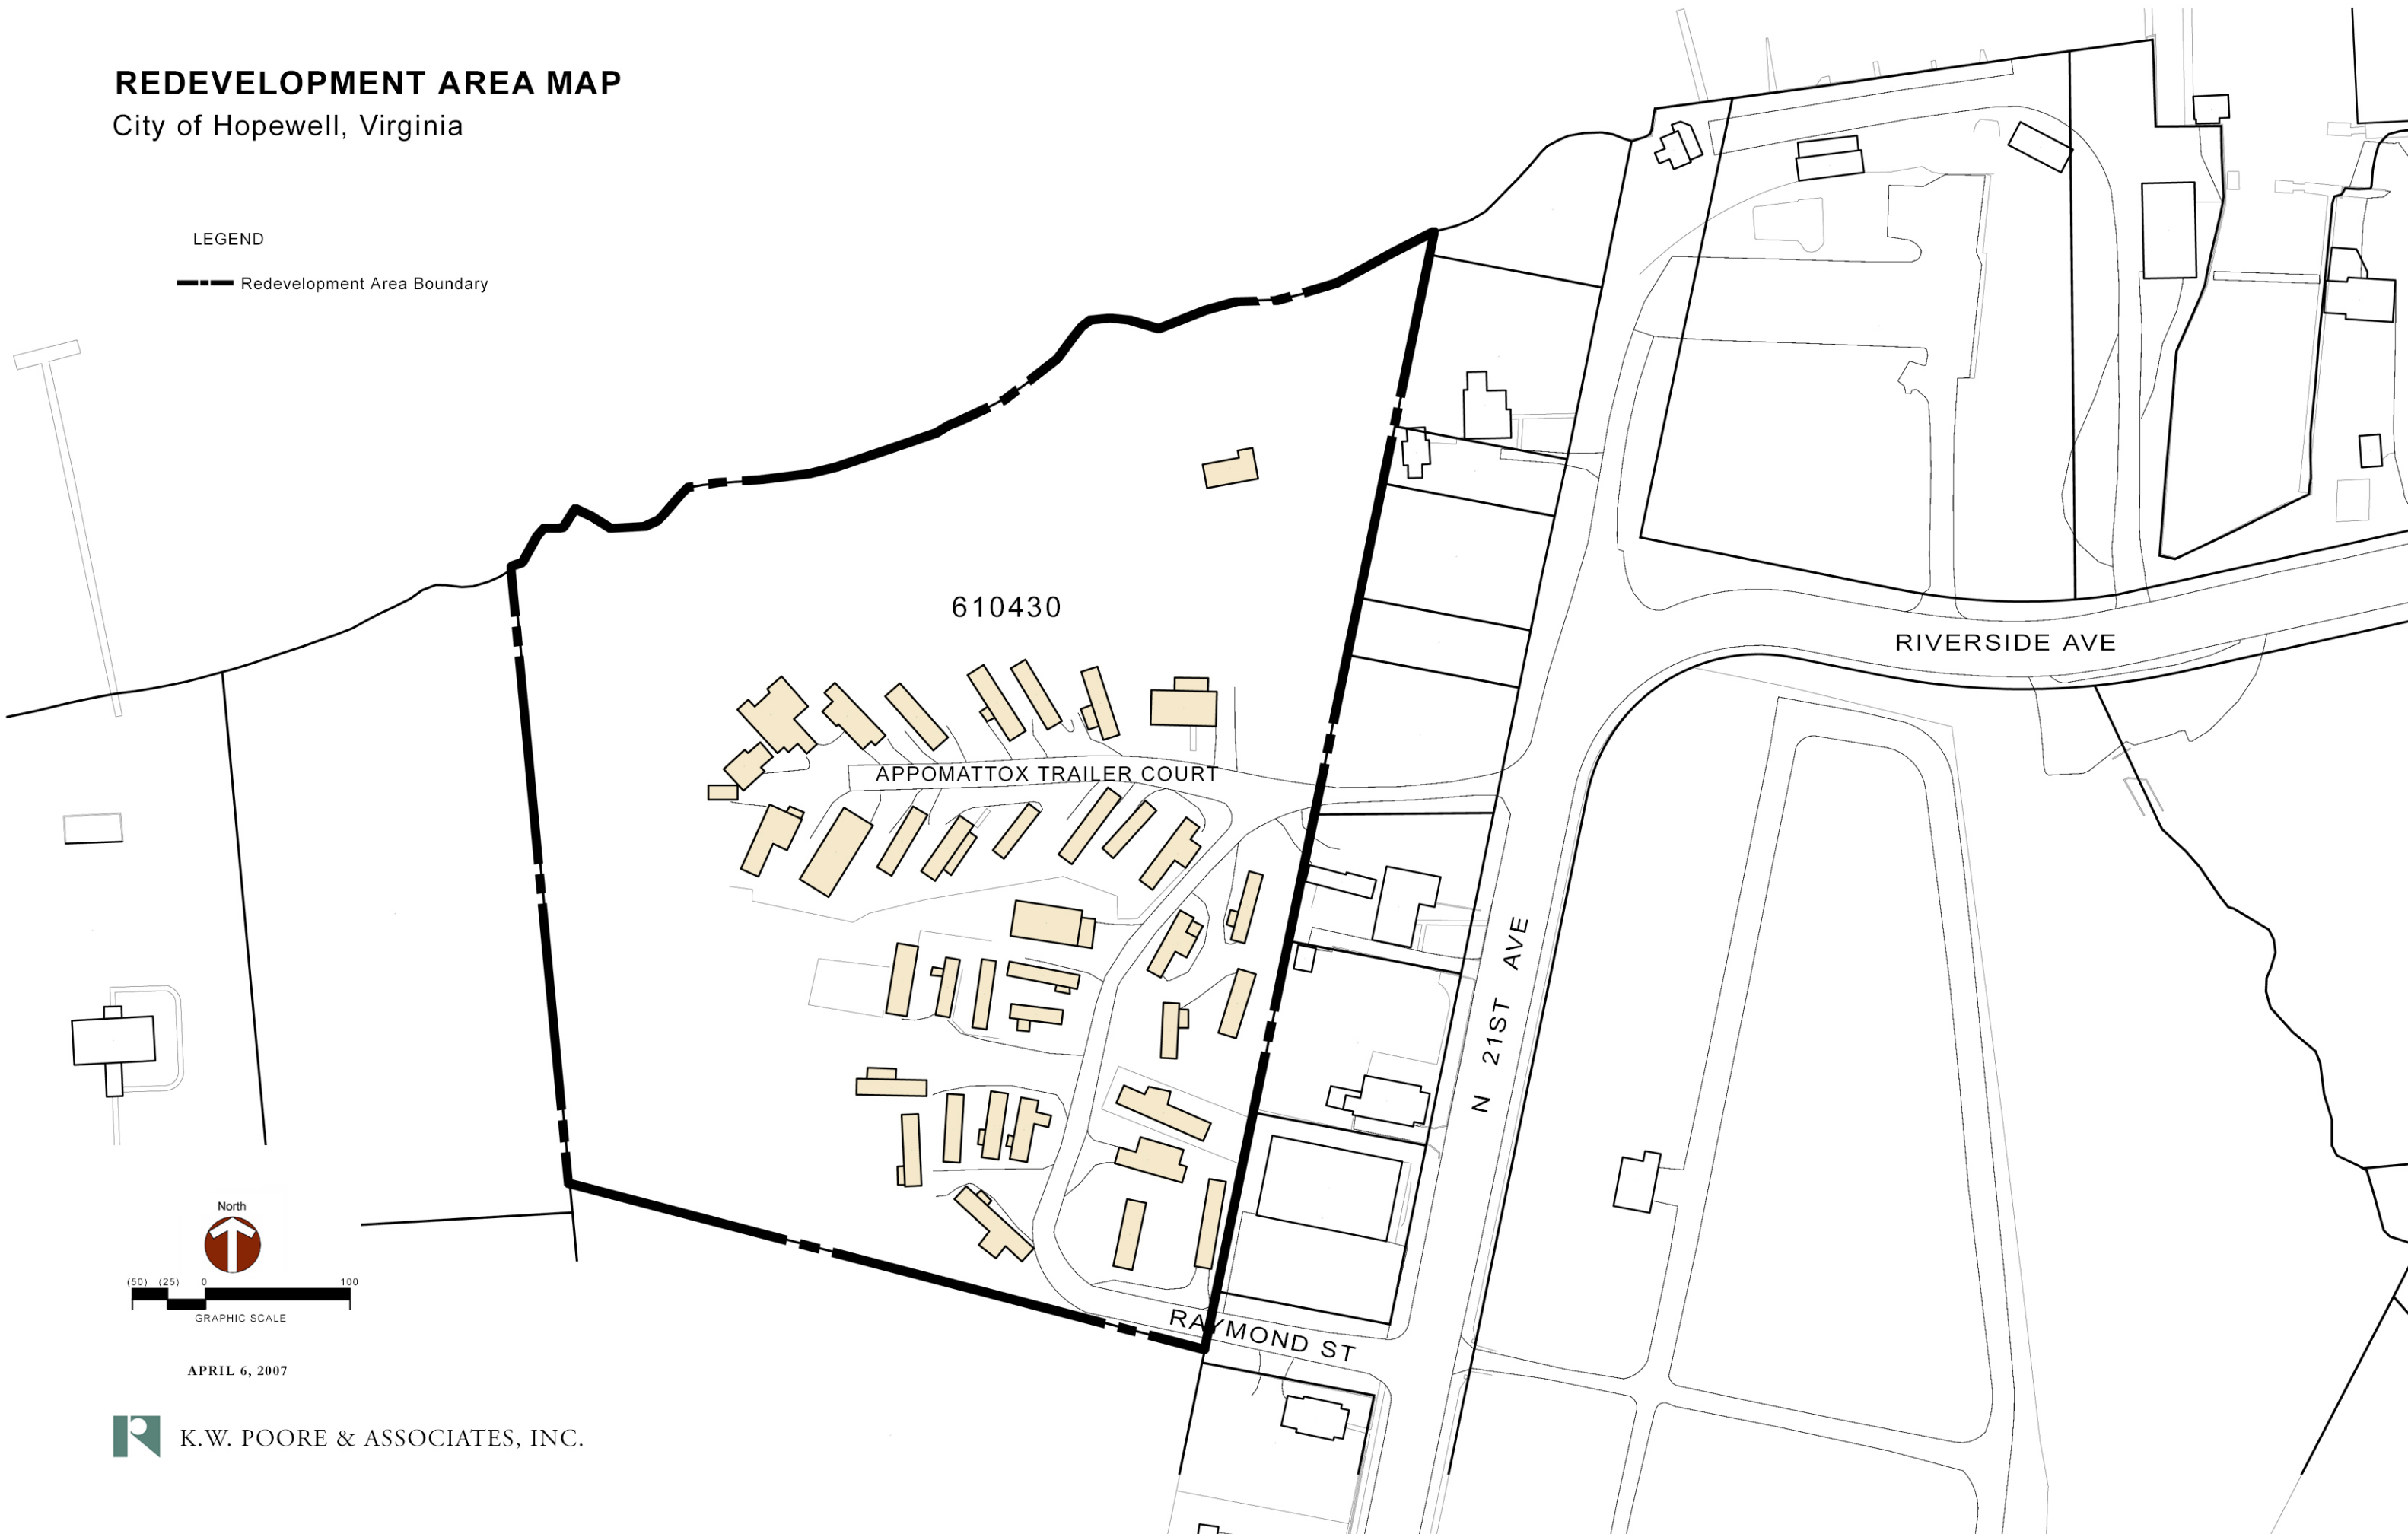 REDEVELOPMENT AREA MAP
City of Hopewell, Virginia
LEGEND
Redevelopment Area Boundary
610430
RIVERSIDE AVE
APPOMATTOX TRAILER COURT
N 21ST AVE
RAYMOND ST
North
(50) (25) 0 100
GRAPHIC SCALE
APRIL 6, 2007
K.W. POORE & ASSOCIATES, INC.